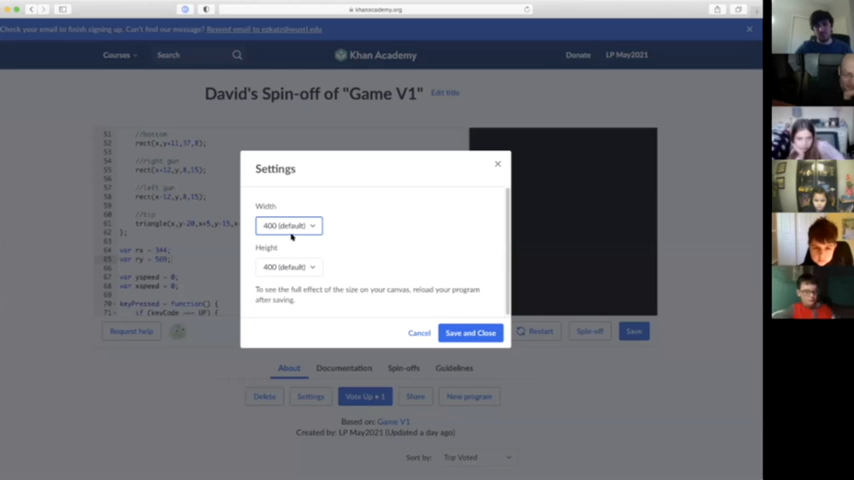 khanacademy.org
Check your email to finish signing up. Can't find our message? Resend email to ezkatz@wustl.edu
Courses
Search
Khan Academy
Donate
LP May2021
David's Spin-off of "Game V1"
Edit title
51 //bottom
52 rect(x,y+11,37,8);
53
54 //right gun
55 rect(x+12,y,8,15);
56
57 //left gun
58 rect(x-12,y,8,15);
59
60 //tip
61 triangle(x,y-20,x+5,y-15,x
62 };
63
64 var rx = 344;
65 var ry = 569;
66
67 var yspeed = 0;
68 var xspeed = 0;
69
70 keyPressed = function() {
71 if (keyCode === UP) {
Settings
Width
400 (default)
Height
400 (default)
To see the full effect of the size on your canvas, reload your program
after saving.
Cancel
Save and Close
Request help
Restart
Spin-off
Save
About
Documentation
Spin-offs
Guidelines
Delete
Settings
Vote Up • 1
Share
New program
Based on: Game V1
Created by: LP May2021 (Updated a day ago)
Sort by:
Top Voted